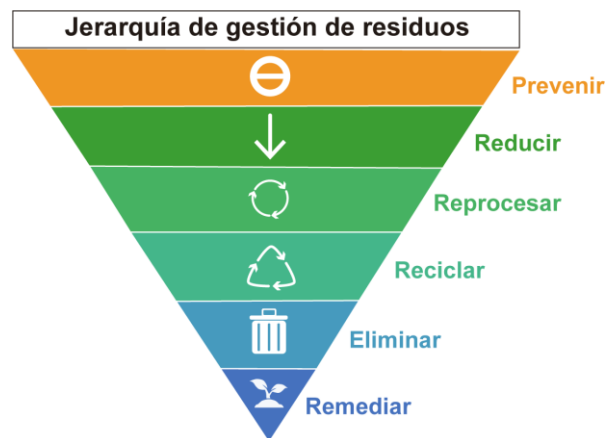 Jerarquía de gestión de residuos
Prevenir
Reducir
Reprocesar
Reciclar
Eliminar
Remediar